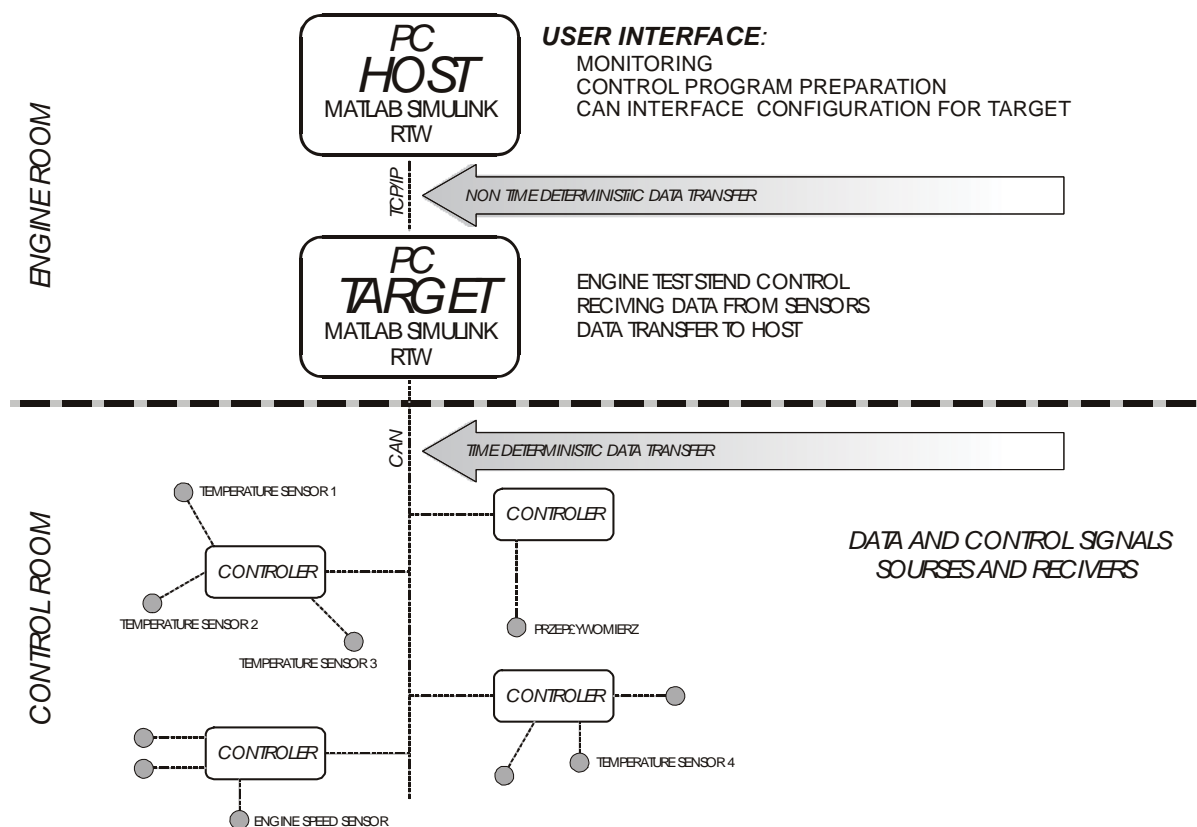 PC
HOST
MATLAB SIMULINK
RTW
USER INTERFACE:
MONITORING
CONTROL PROGRAM PREPARATION
CAN INTERFACE CONFIGURATION FOR TARGET
ENGINE ROOM
TCP/IP
NON TIME DETERMINISTIIC DATA TRANSFER
PC
TARGET
MATLAB SIMULINK
RTW
ENGINE TEST STEND CONTROL
RECIVING DATA FROM SENSORS
DATA TRANSFER TO HOST
CAN
TIME DETERMINISTIC DATA TRANSFER
CONTROL ROOM
TEMPERATURE SENSOR 1
CONTROLER
TEMPERATURE SENSOR 2
TEMPERATURE SENSOR 3
CONTROLER
PRZEP£YWOMIERZ
DATA AND CONTROL SIGNALS
SOURSES AND RECIVERS
CONTROLER
ENGINE SPEED SENSOR
CONTROLER
TEMPERATURE SENSOR 4